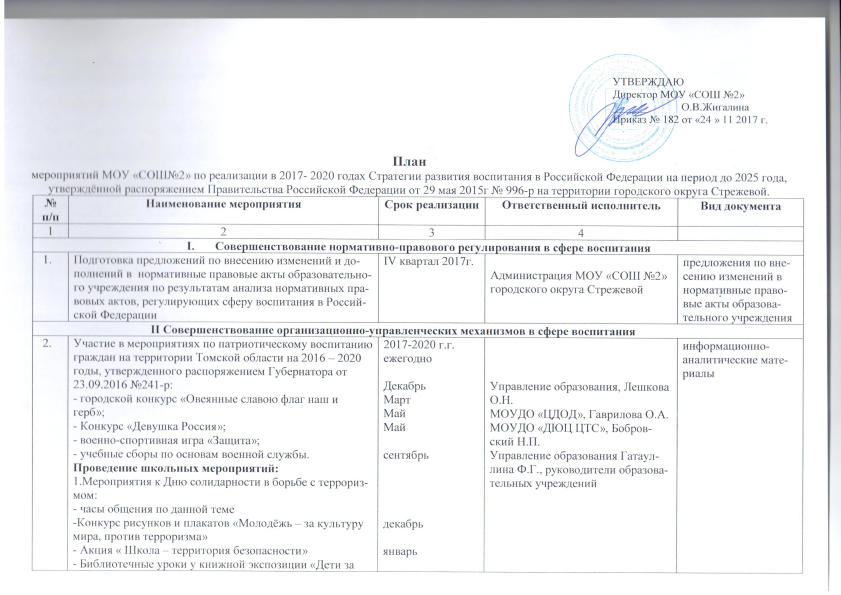 УТВЕРЖДАЮ
Директор МОУ «СОШ №2»
О.В.Жигалина
Приказ № 182 от «24 » 11 2017 г.
План
мероприятий МОУ «СОШ№2» по реализации в 2017- 2020 годах Стратегии развития воспитания в Российской Федерации на период до 2025 года,
утверждённой распоряжением Правительства Российской Федерации от 29 мая 2015г № 996-р на территории городского округа Стрежевой.
№ п/п
Наименование мероприятия
Срок реализации
Ответственный исполнитель
Вид документа
1
2
3
4
I. Совершенствование нормативно-правового регулирования в сфере воспитания
1.
Подготовка предложений по внесению изменений и до-
полнений в нормативные правовые акты образовательно-
го учреждения по результатам анализа нормативных пра-
вовых актов, регулирующих сферу воспитания в Россий-
ской Федерации
IV квартал 2017г.
Администрация МОУ «СОШ №2»
городского округа Стрежевой
предложения по вне-
сению изменений в
нормативные право-
вые акты образова-
тельного учреждения
II Совершенствование организационно-управленческих механизмов в сфере воспитания
2.
Участие в мероприятиях по патриотическому воспитанию
граждан на территории Томской области на 2016 – 2020
годы, утвержденного распоряжением Губернатора от
23.09.2016 №241-р:
- городской конкурс «Овеянные славою флаг наш и
герб»;
- Конкурс «Девушка Россия»;
- военно-спортивная игра «Защита»;
- учебные сборы по основам военной службы.
Проведение школьных мероприятий:
1.Мероприятия к Дню солидарности в борьбе с террориз-
мом:
- часы общения по данной теме
-Конкурс рисунков и плакатов «Молодёжь – за культуру
мира, против терроризма»
- Акция « Школа – территория безопасности»
- Библиотечные уроки у книжной экспозиции «Дети за
2017-2020 г.г.
ежегодно
Декабрь
Март
Май
Май
сентябрь
декабрь
январь
Управление образования, Лешкова
О.Н.
МОУДО «ЦДОД», Гаврилова О.А.
МОУДО «ДЮЦ ЦТС», Бобров-
ский Н.П.
Управление образования Гатаул-
лина Ф.Г., руководители образова-
тельных учреждений
информационно-
аналитические мате-
риалы